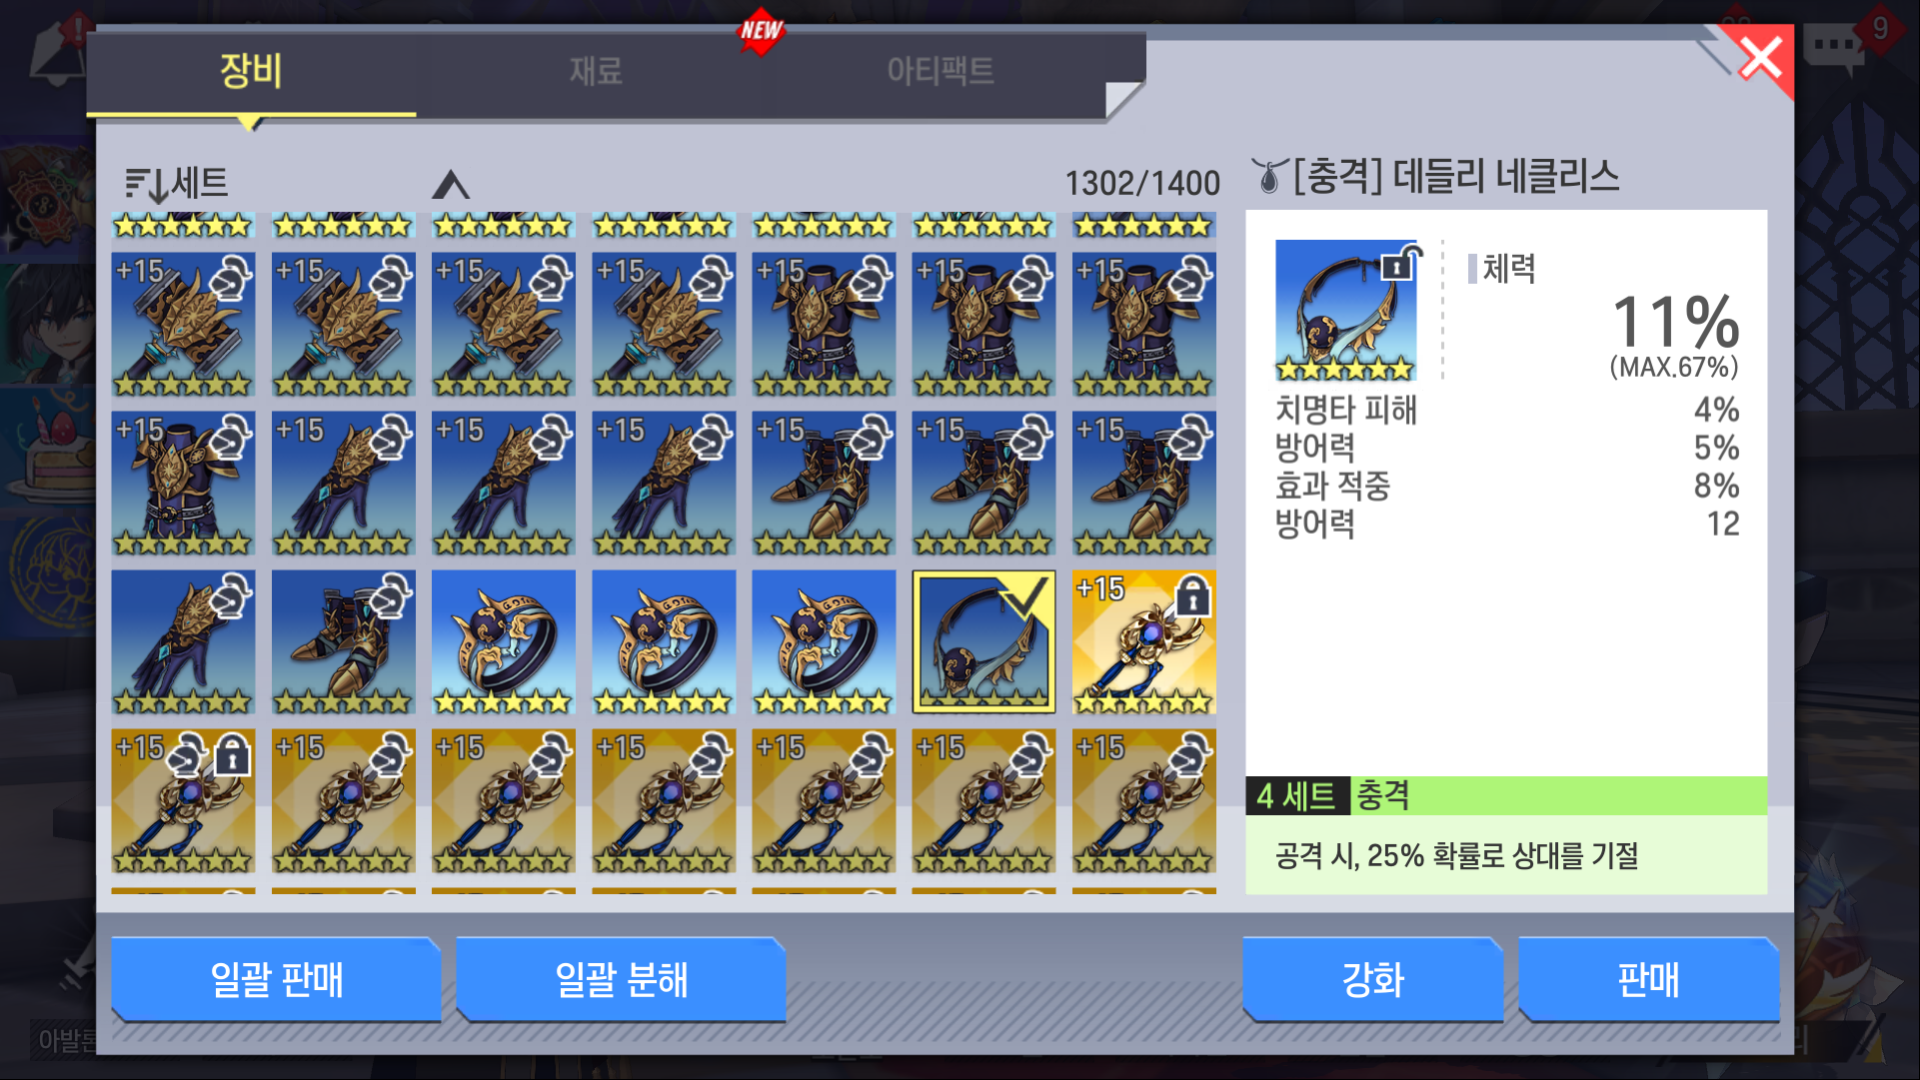 NEW
장비
재료
아티팩트
9
세트
1302/1400
[충격] 데들리 네클리스
체력
11%
(MAX.67%)
치명타 피해 4%
방어력 5%
효과 적중 8%
방어력 12
+15 +15 +15 +15 +15 +15 +15
+15 +15 +15 +15 +15 +15 +15
+15
+15 +15 +15 +15 +15 +15 +15
4 세트 충격
공격 시, 25% 확률로 상대를 기절
일괄 판매
일괄 분해
강화
판매
아발론